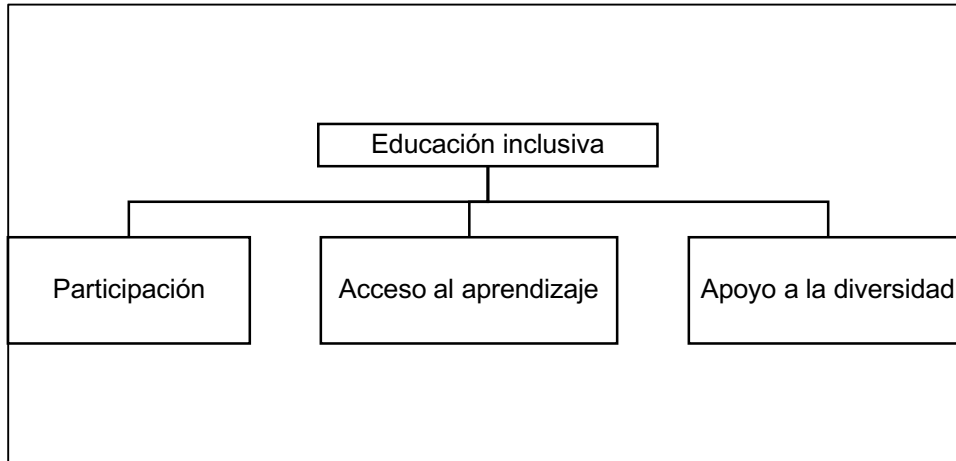 Educación inclusiva
Participación
Acceso al aprendizaje
Apoyo a la diversidad